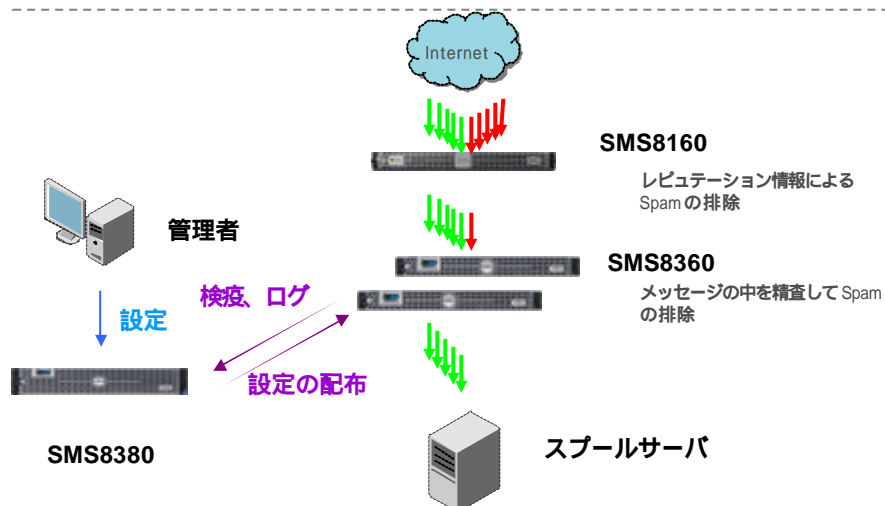 Internet
SMS8160
レピュテーション情報による
Spamの排除
管理者
SMS8360
メッセージの中を精査してSpam
の排除
検疫、ログ
設定
設定の配布
SMS8380
スプールサーバ